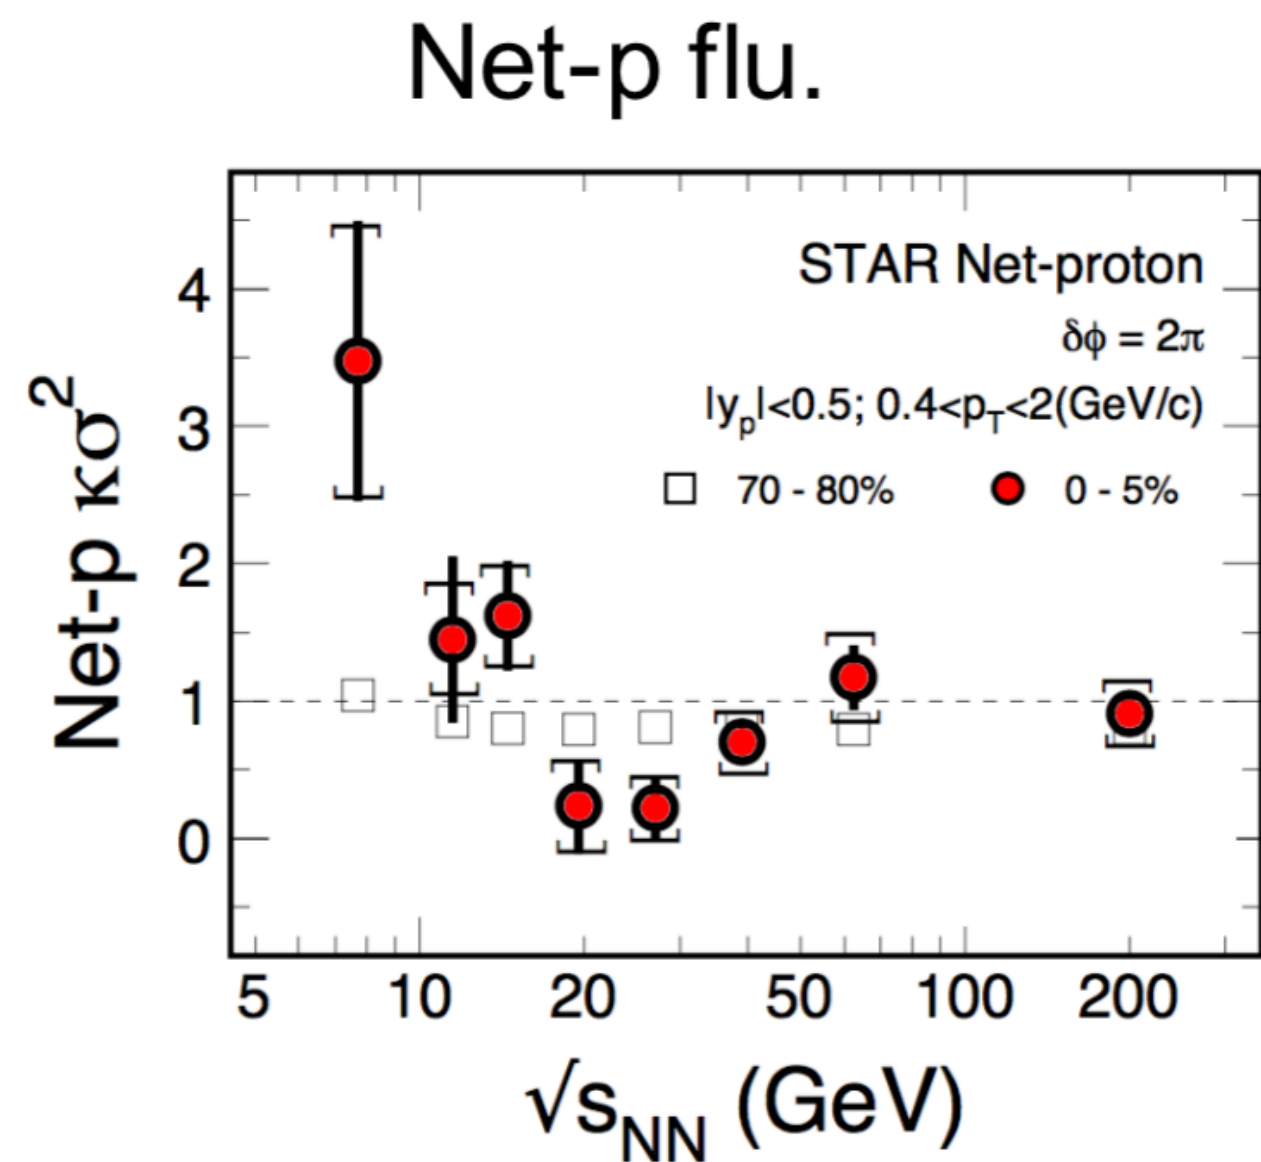 Net-p flu.
Net-p κσ²
4
3
2
1
0
STAR Net-proton
δϕ = 2π
|yₚ|<0.5; 0.4<p_T<2(GeV/c)
70 - 80%
0 - 5%
5 10 20 50 100 200
√s_NN (GeV)